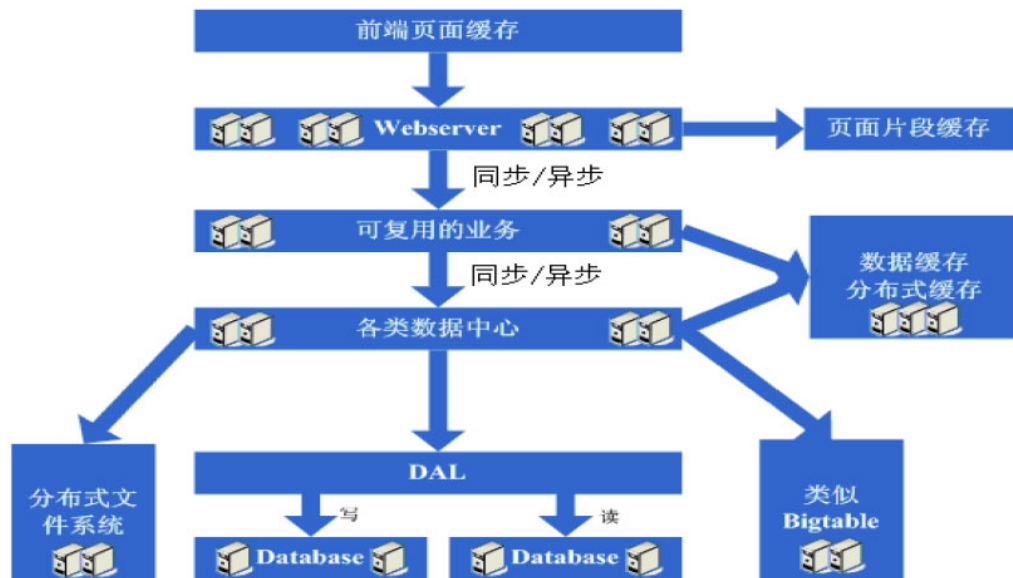 前端页面缓存
Webserver
页面片段缓存
同步/异步
可复用的业务
数据缓存
分布式缓存
同步/异步
各类数据中心
分布式文
件系统
DAL
写
读
Database
Database
类似
Bigtable